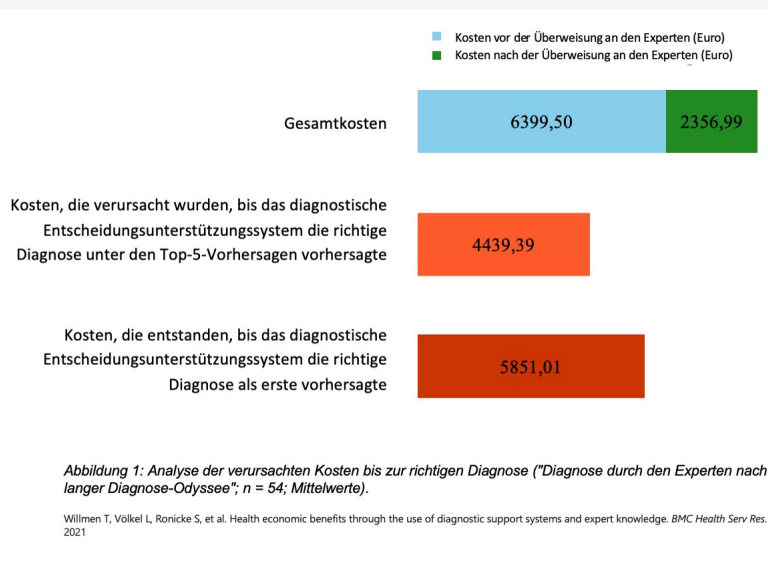 Kosten vor der Überweisung an den Experten (Euro)
Kosten nach der Überweisung an den Experten (Euro)
Gesamtkosten
6399,50
2356,99
Kosten, die verursacht wurden, bis das diagnostische
Entscheidungsunterstützungssystem die richtige
Diagnose unter den Top-5-Vorhersagen vorhersagte
4439,39
Kosten, die entstanden, bis das diagnostische
Entscheidungsunterstützungssystem die richtige
Diagnose als erste vorhersagte
5851,01
Abbildung 1: Analyse der verursachten Kosten bis zur richtigen Diagnose ("Diagnose durch den Experten nach
langer Diagnose-Odyssee"; n = 54; Mittelwerte).
Willmen T, Völkel L, Ronicke S, et al. Health economic benefits through the use of diagnostic support systems and expert knowledge. BMC Health Serv Res.
2021